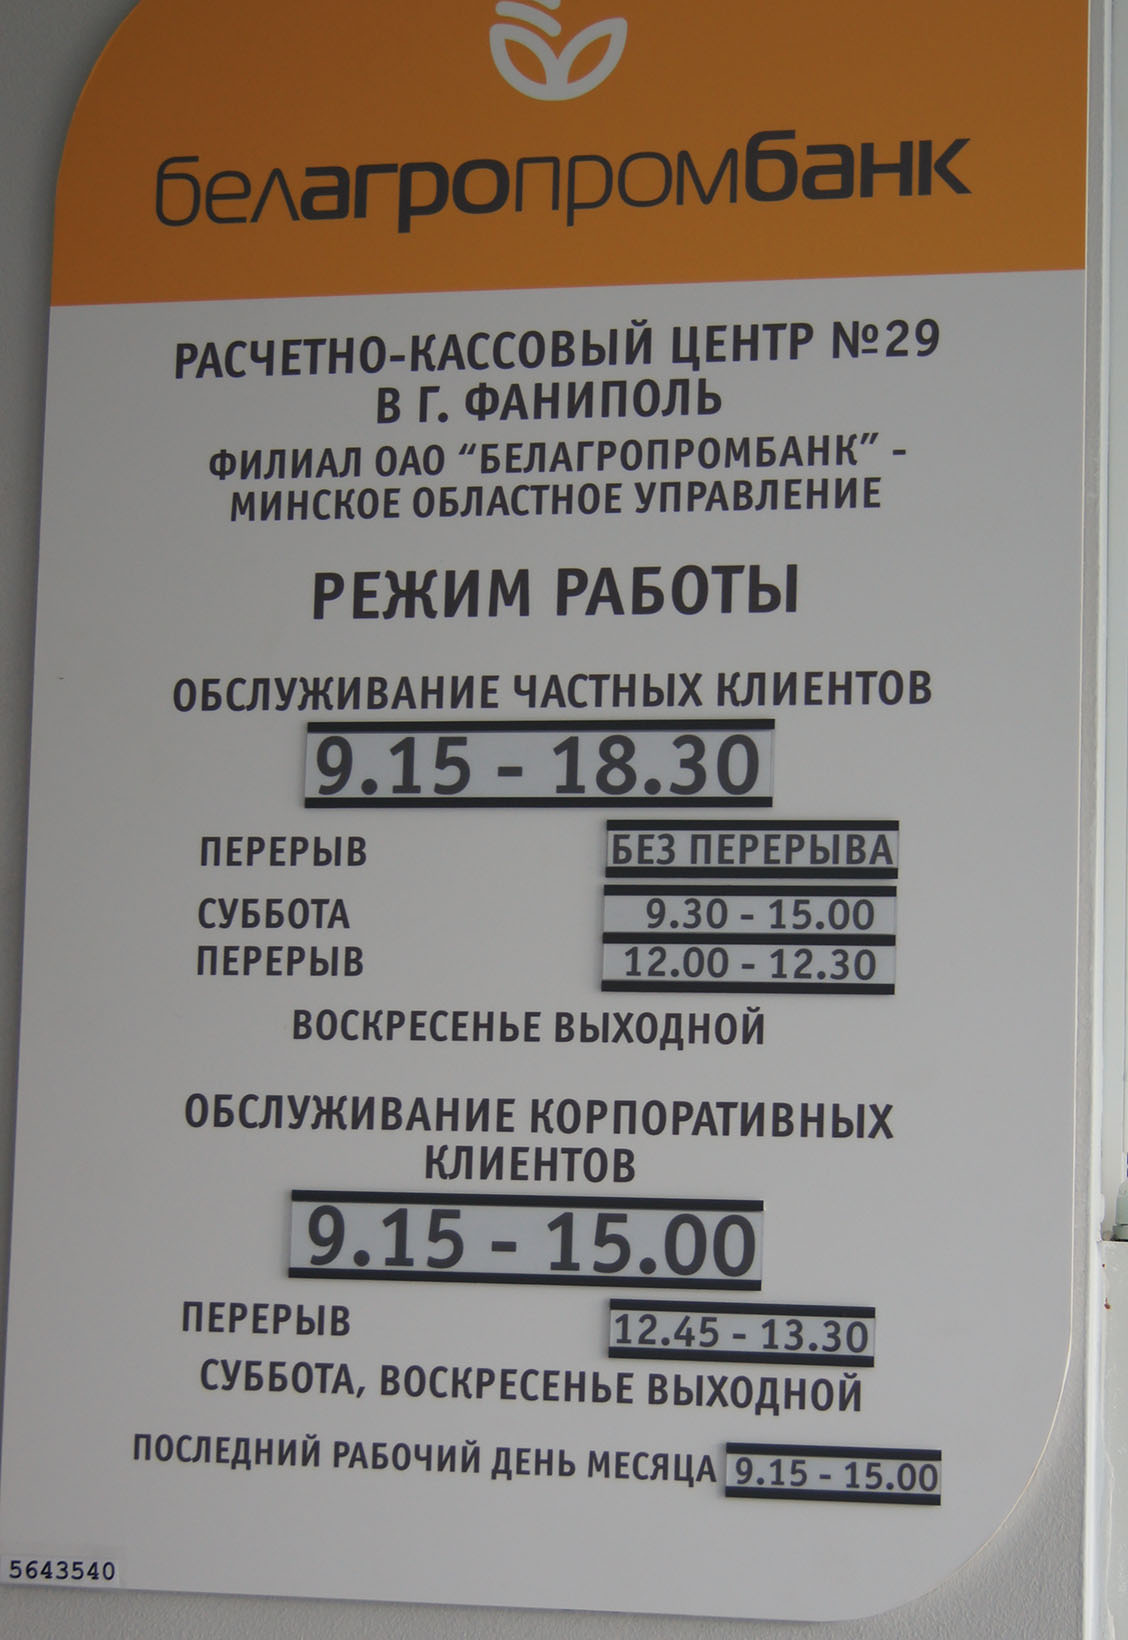 белагропромбанк
РАСЧЕТНО-КАССОВЫЙ ЦЕНТР №29
В Г. ФАНИПОЛЬ
ФИЛИАЛ ОАО “БЕЛАГРОПРОМБАНК” -
МИНСКОЕ ОБЛАСТНОЕ УПРАВЛЕНИЕ
РЕЖИМ РАБОТЫ
ОБСЛУЖИВАНИЕ ЧАСТНЫХ КЛИЕНТОВ
9.15 - 18.30
ПЕРЕРЫВ БЕЗ ПЕРЕРЫВА
СУББОТА 9.30 - 15.00
ПЕРЕРЫВ 12.00 - 12.30
ВОСКРЕСЕНЬЕ ВЫХОДНОЙ
ОБСЛУЖИВАНИЕ КОРПОРАТИВНЫХ
КЛИЕНТОВ
9.15 - 15.00
ПЕРЕРЫВ 12.45 - 13.30
СУББОТА, ВОСКРЕСЕНЬЕ ВЫХОДНОЙ
ПОСЛЕДНИЙ РАБОЧИЙ ДЕНЬ МЕСЯЦА 9.15 - 15.00
5643540